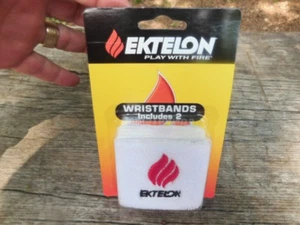 EKTELON
PLAY WITH FIRE
WRISTBANDS
Includes 2
EKTELON